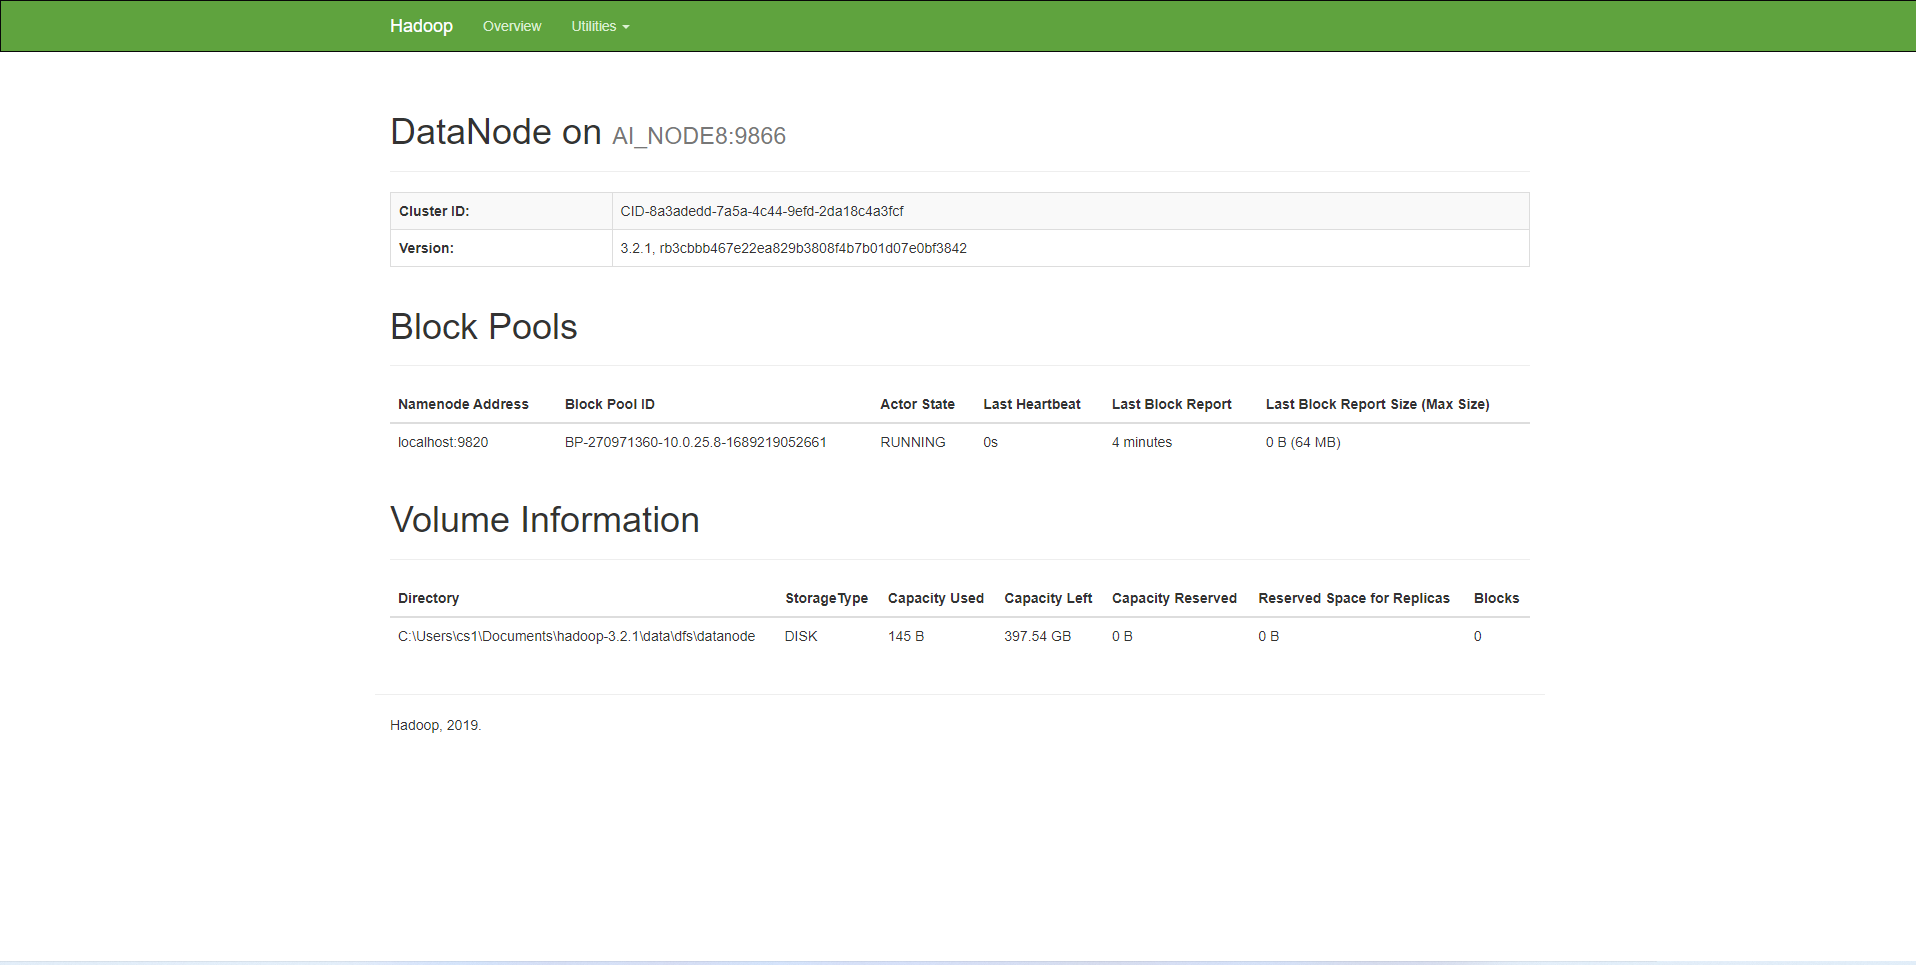 Hadoop Overview Utilities
DataNode on AI_NODE8:9866
Cluster ID: CID-8a3adedd-7a5a-4c44-9efd-2da18c4a3fcf
Version: 3.2.1, rb3cbbb467e22ea829b3808f4b7b01d07e0bf3842
Block Pools
Namenode Address Block Pool ID Actor State Last Heartbeat Last Block Report Last Block Report Size (Max Size)
localhost:9820 BP-270971360-10.0.25.8-1689219052661 RUNNING 0s 4 minutes 0 B (64 MB)
Volume Information
Directory StorageType Capacity Used Capacity Left Capacity Reserved Reserved Space for Replicas Blocks
C:\Users\cs1\Documents\hadoop-3.2.1\data\dfs\datanode DISK 145 B 397.54 GB 0 B 0 B 0
Hadoop, 2019.